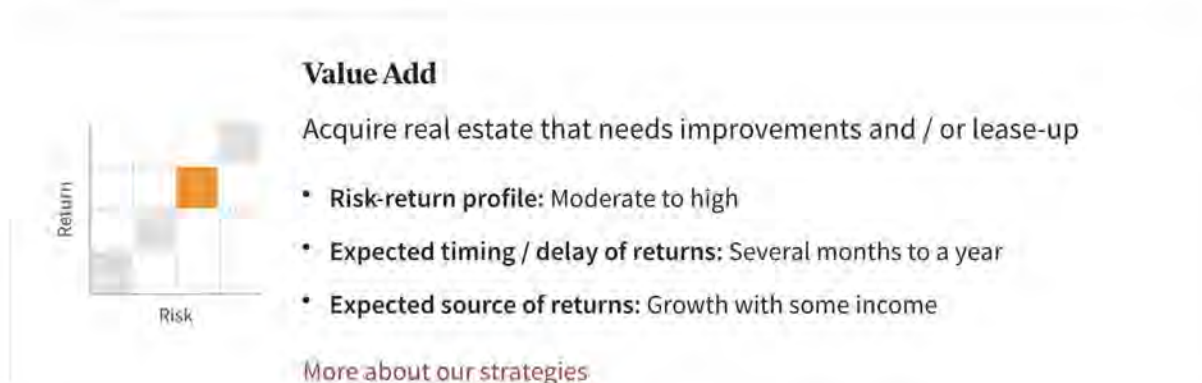 Value Add
Acquire real estate that needs improvements and / or lease-up
• Risk-return profile: Moderate to high
• Expected timing / delay of returns: Several months to a year
• Expected source of returns: Growth with some income
Return
Risk
More about our strategies